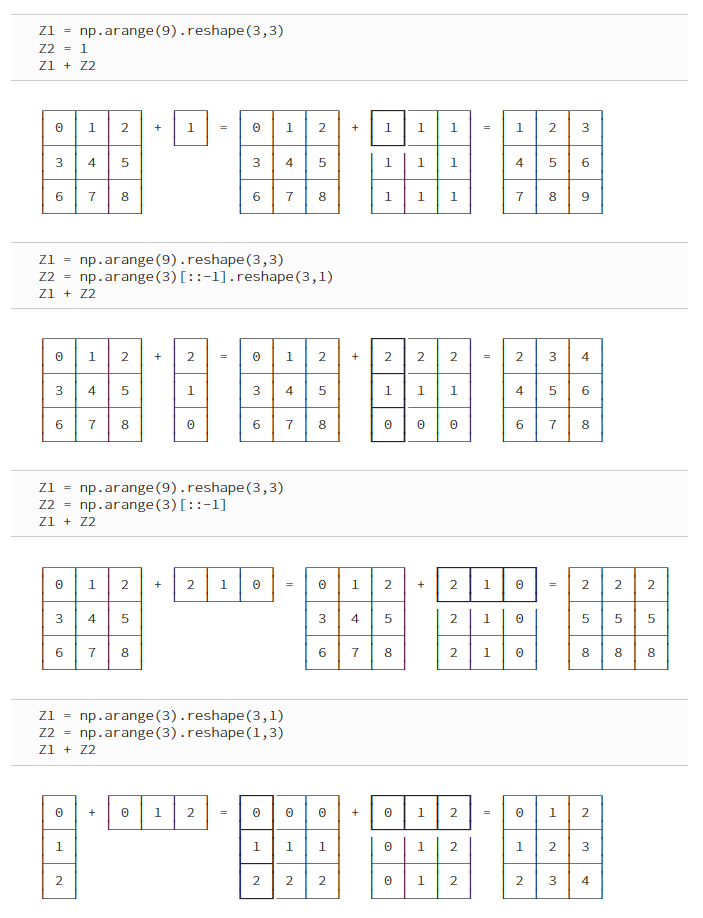 Z1 = np.arange(9).reshape(3,3)
Z2 = 1
Z1 + Z2
0 1 2 + 1 = 0 1 2 + 1 1 1 = 1 2 3
3 4 5 3 4 5 1 1 1 4 5 6
6 7 8 6 7 8 1 1 1 7 8 9
Z1 = np.arange(9).reshape(3,3)
Z2 = np.arange(3)[::-1].reshape(3,1)
Z1 + Z2
0 1 2 + 2 = 0 1 2 + 2 2 2 = 2 3 4
3 4 5 1 3 4 5 1 1 1 4 5 6
6 7 8 0 6 7 8 0 0 0 6 7 8
Z1 = np.arange(9).reshape(3,3)
Z2 = np.arange(3)[::-1]
Z1 + Z2
0 1 2 + 2 1 0 = 0 1 2 + 2 1 0 = 2 2 2
3 4 5 3 4 5 2 1 0 5 5 5
6 7 8 6 7 8 2 1 0 8 8 8
Z1 = np.arange(3).reshape(3,1)
Z2 = np.arange(3).reshape(1,3)
Z1 + Z2
0 + 0 1 2 = 0 0 0 + 0 1 2 = 0 1 2
1 1 1 1 0 1 2 1 2 3
2 2 2 2 0 1 2 2 3 4